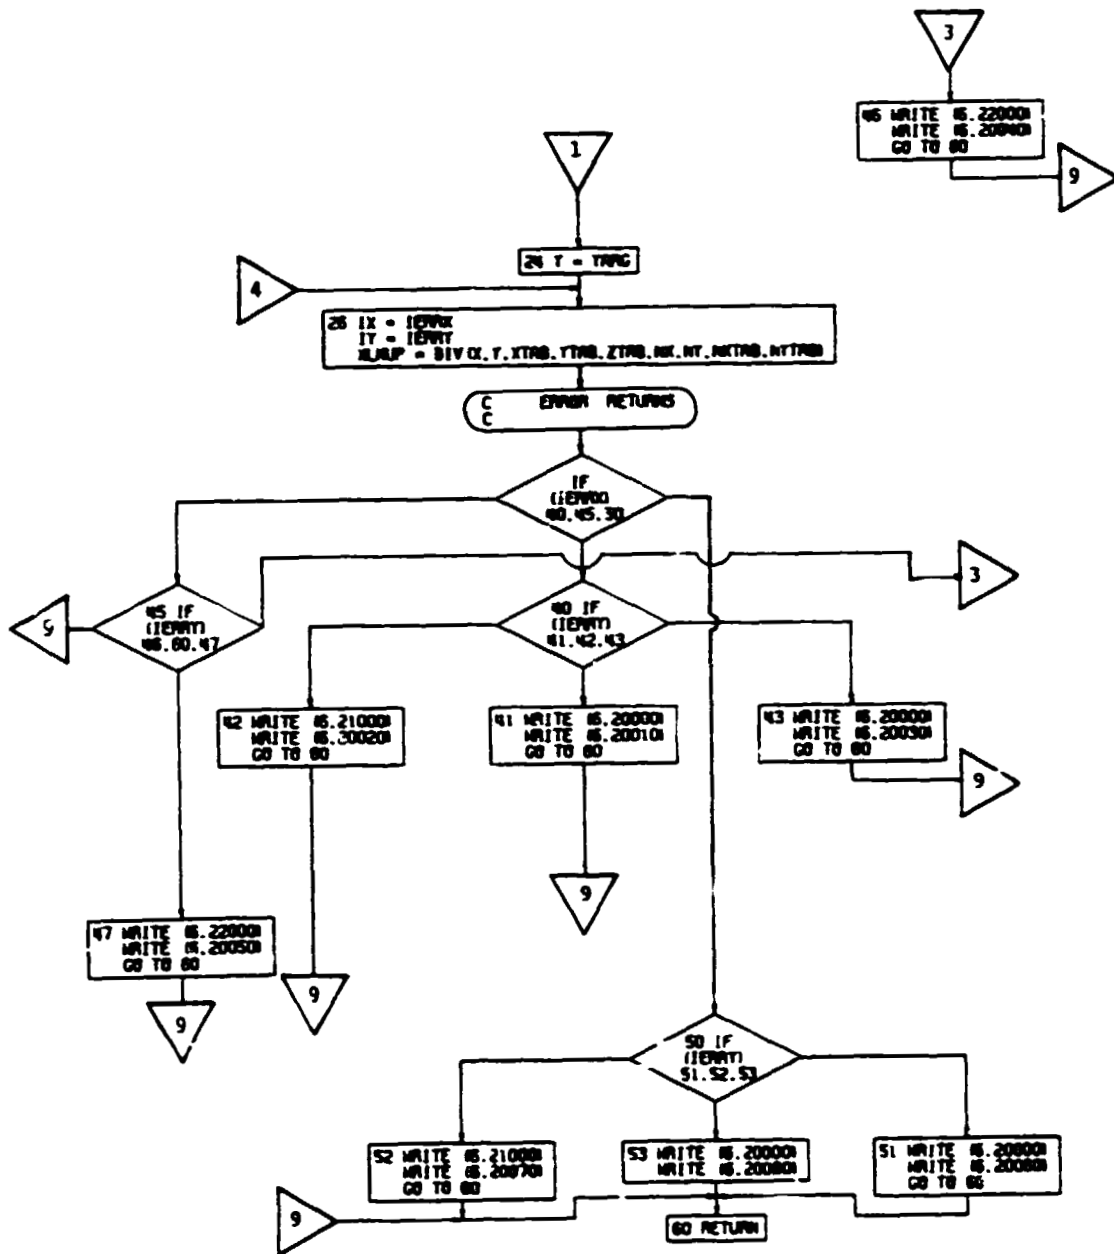 3
46 WRITE (6,22000)
WRITE (6,20040)
GO TO 60
9
1
24 Y = YARG
4
26 IX = IERRX
IY = IERRY
= BIV(X,Y,XTAB,YTAB,ZTAB,NX,NY,NXTAB,NYTAB)
C ERROR RETURNS
C
IF
(IERRX)
40,45,50
3
9
45 IF
(IERRY)
46,60,47
40 IF
(IERRY)
41,42,43
42 WRITE (6,21000)
WRITE (6,20020)
GO TO 60
41 WRITE (6,20000)
WRITE (6,20010)
GO TO 60
43 WRITE (6,20000)
WRITE (6,20030)
GO TO 60
9
9
47 WRITE (6,22000)
WRITE (6,20050)
GO TO 60
9
9
50 IF
(IERRY)
51,52,53
52 WRITE (6,21000)
WRITE (6,20070)
GO TO 60
53 WRITE (6,20000)
WRITE (6,20080)
51 WRITE (6,20000)
WRITE (6,20060)
GO TO
9
60 RETURN